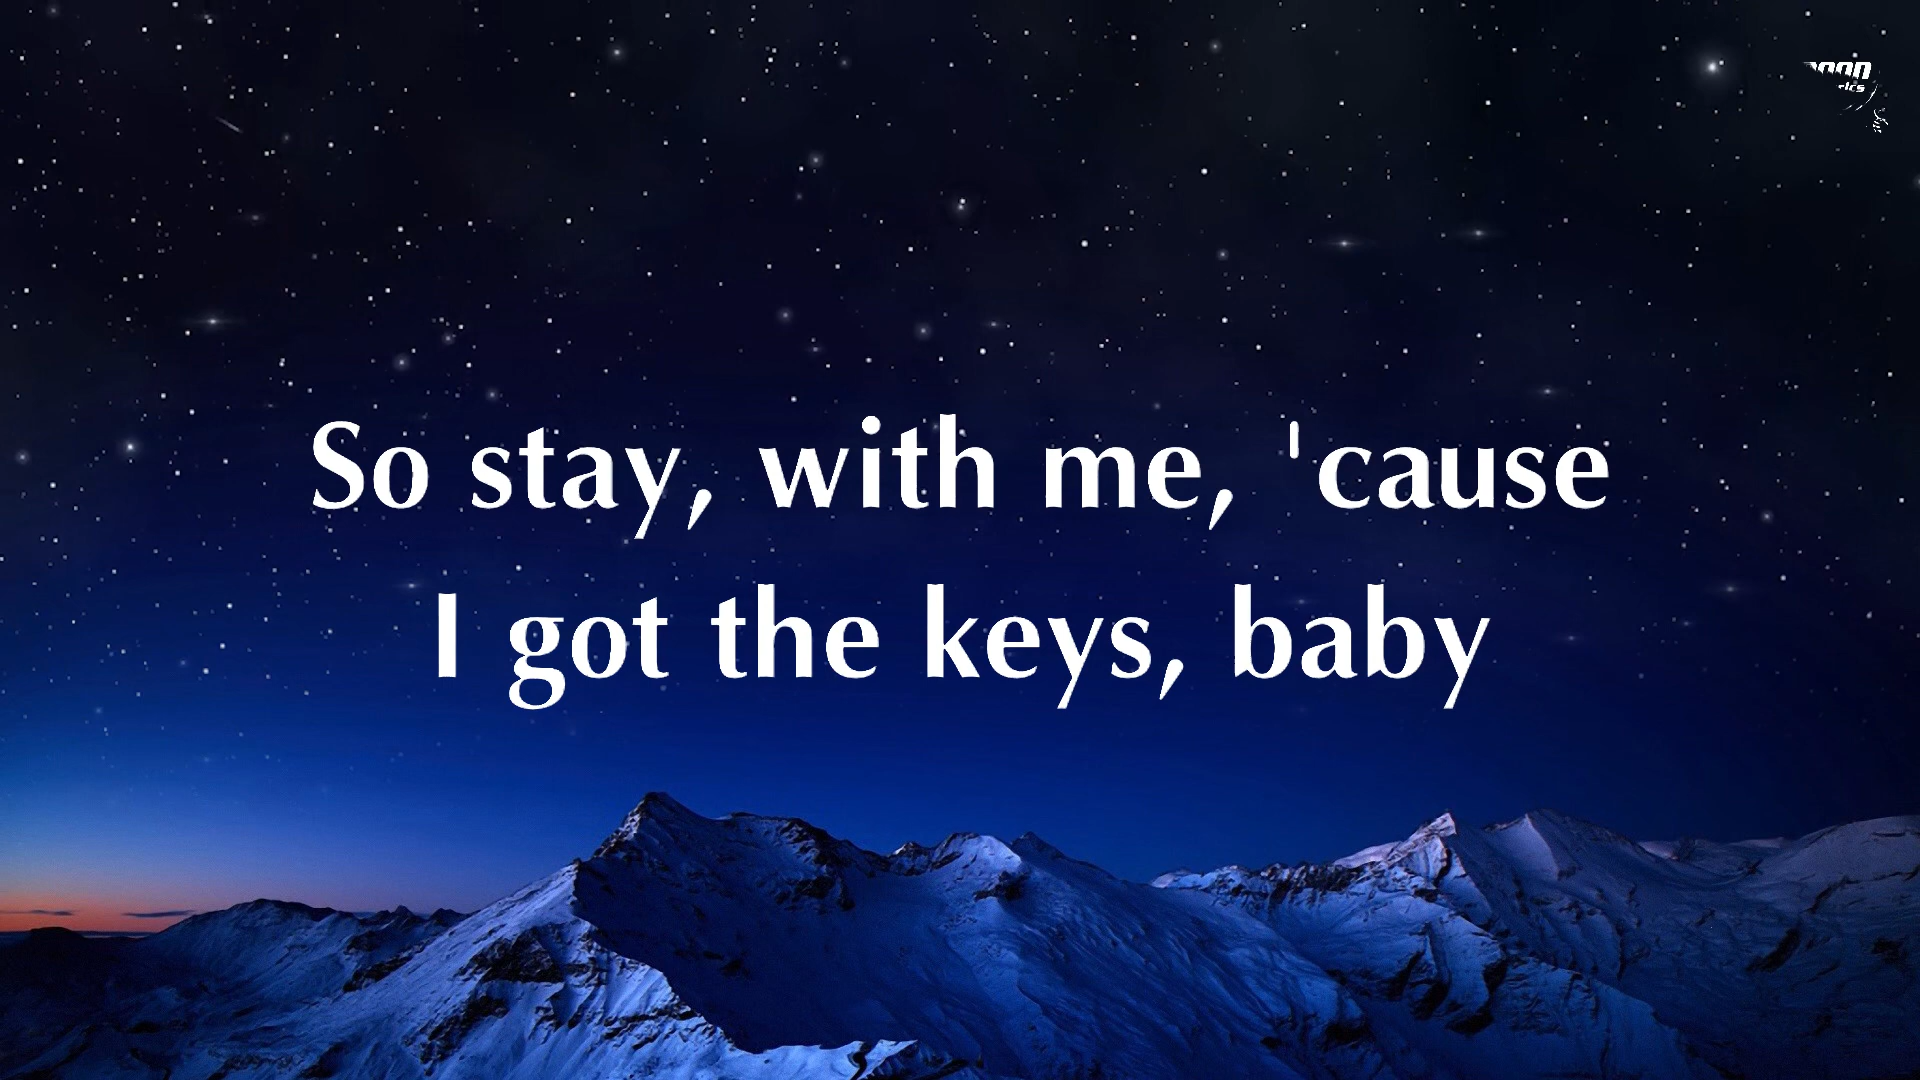 So stay, with me, 'cause
I got the keys, baby